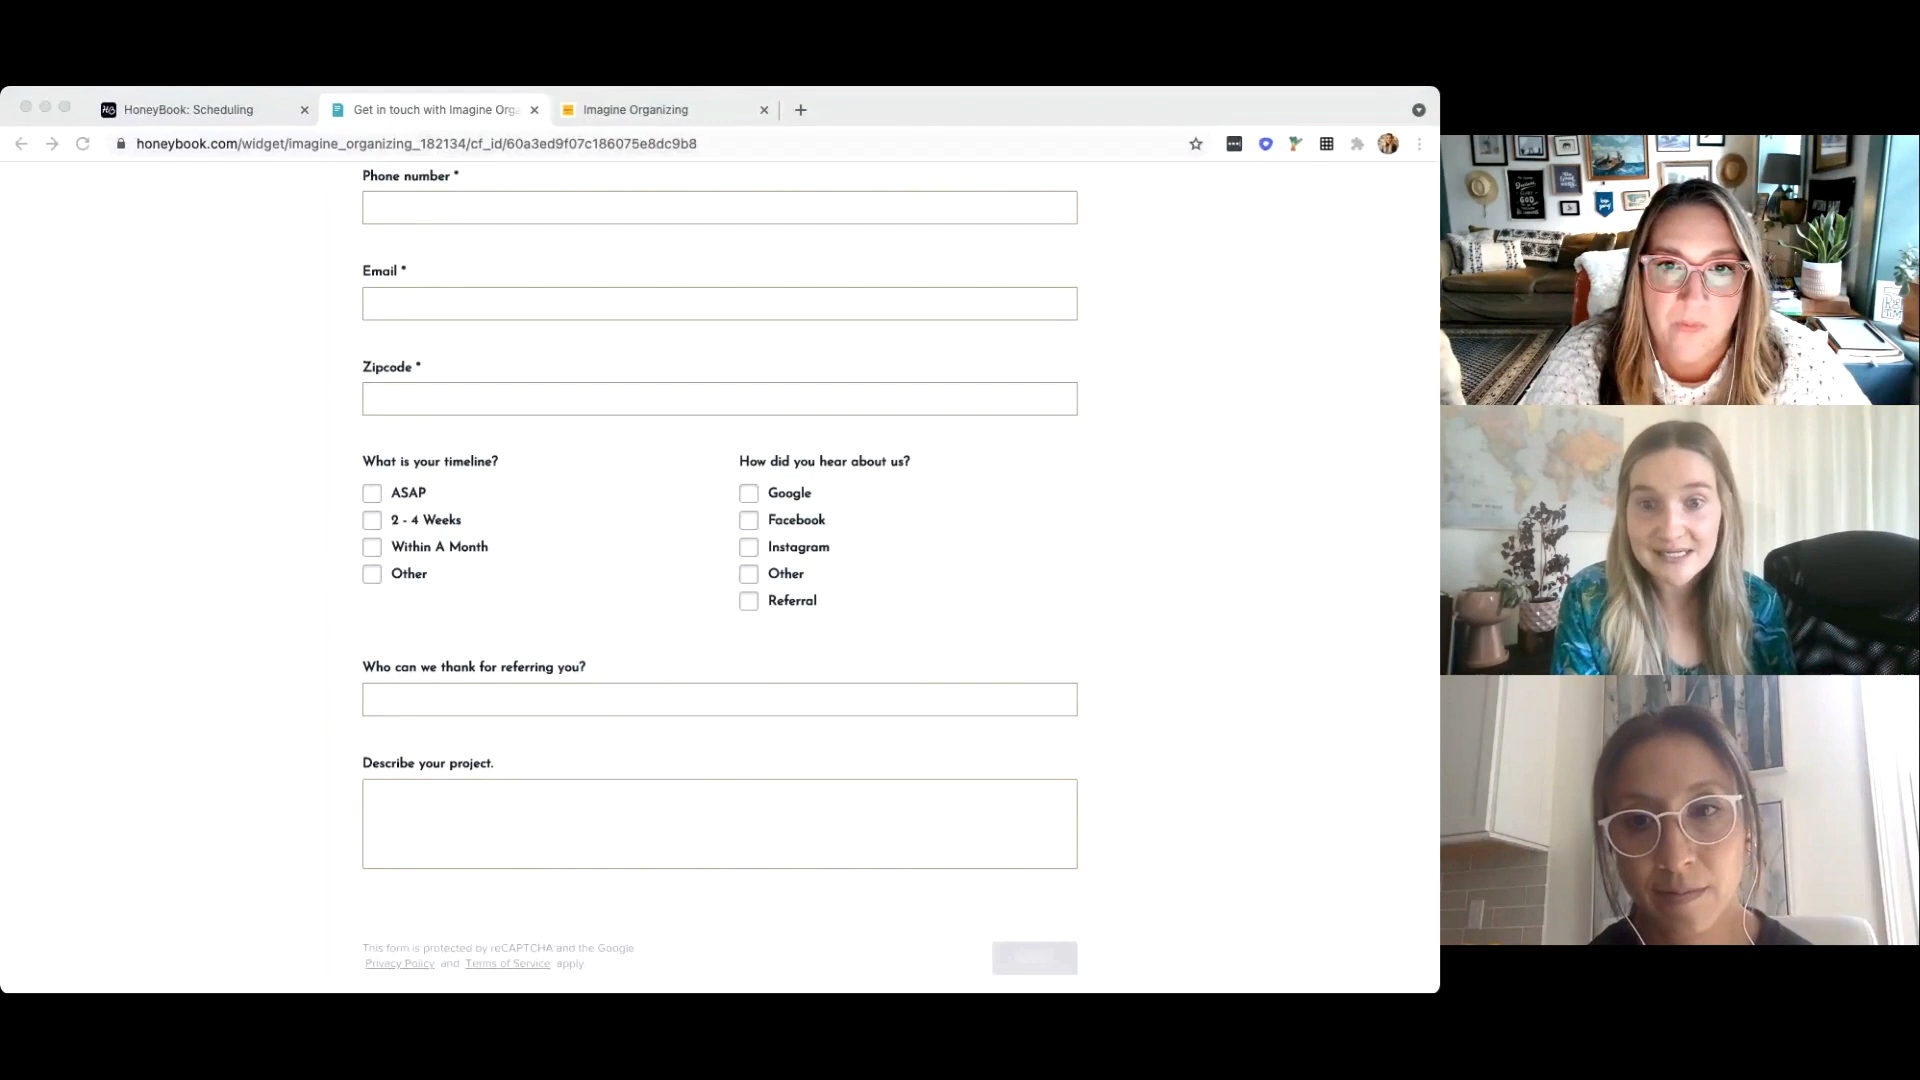 HoneyBook: Scheduling
Get in touch with Imagine Org
Imagine Organizing
honeybook.com/widget/imagine_organizing_182134/cf_id/60a3ed9f07c186075e8dc9b8
Phone number *
Email *
Zipcode *
What is your timeline?
ASAP
2 - 4 Weeks
Within A Month
Other
How did you hear about us?
Google
Facebook
Instagram
Other
Referral
Who can we thank for referring you?
Describe your project.
This form is protected by reCAPTCHA and the Google
Privacy Policy and Terms of Service apply.
GOD